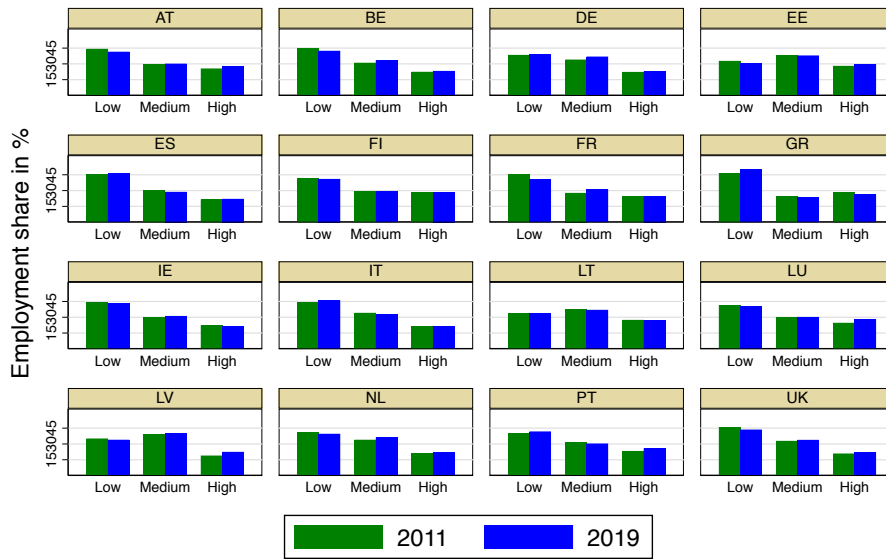 Employment share in %
AT BE DE EE
153045
Low Medium High Low Medium High Low Medium High Low Medium High
ES FI FR GR
153045
Low Medium High Low Medium High Low Medium High Low Medium High
IE IT LT LU
153045
Low Medium High Low Medium High Low Medium High Low Medium High
LV NL PT UK
153045
Low Medium High Low Medium High Low Medium High Low Medium High
2011 2019